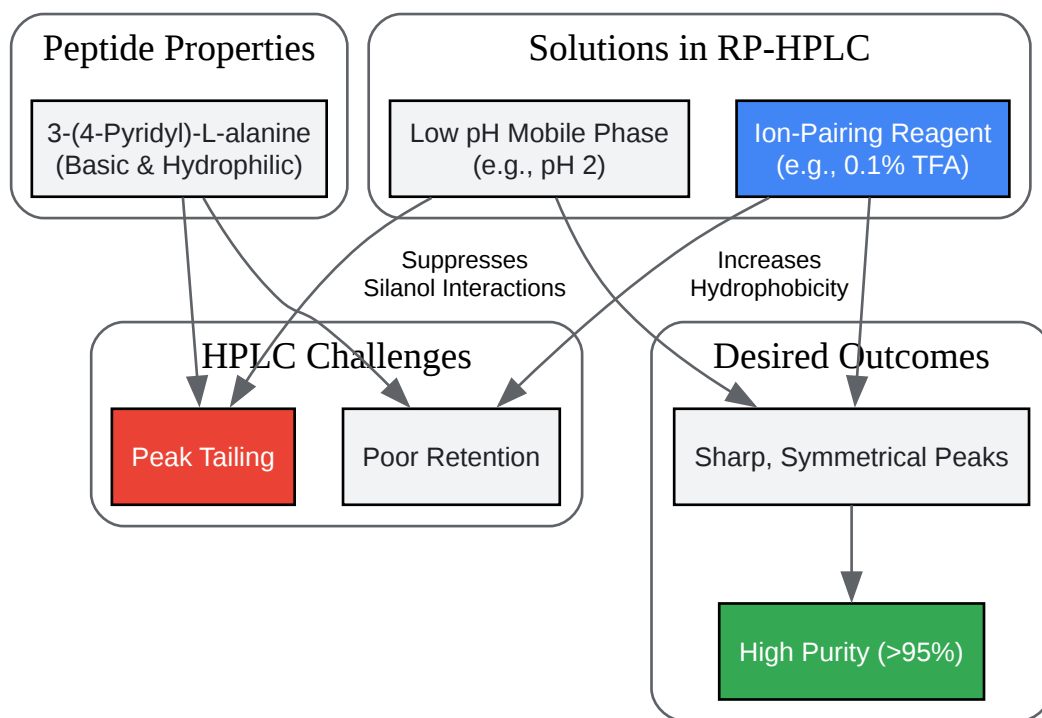 Peptide Properties
3-(4-Pyridyl)-L-alanine
(Basic & Hydrophilic)
Solutions in RP-HPLC
Low pH Mobile Phase
(e.g., pH 2)
Ion-Pairing Reagent
(e.g., 0.1% TFA)
Suppresses
Silanol Interactions
Increases
Hydrophobicity
HPLC Challenges
Peak Tailing
Poor Retention
Desired Outcomes
Sharp, Symmetrical Peaks
High Purity (>95%)